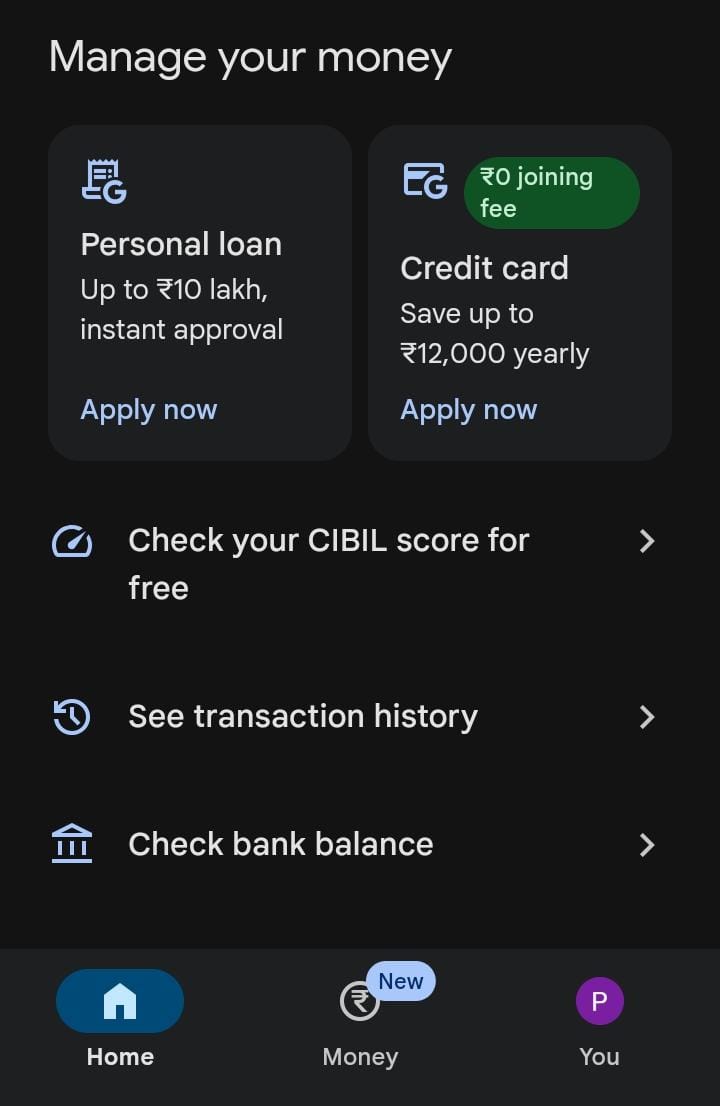 Manage your money
Personal loan
Up to ₹10 lakh,
instant approval
Apply now
₹0 joining
fee
Credit card
Save up to
₹12,000 yearly
Apply now
Check your CIBIL score for
free
See transaction history
Check bank balance
Home
New
Money
P
You